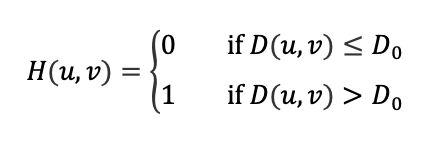 H(u, v) = {0 if D(u, v) ≤ D₀
1 if D(u, v) > D₀